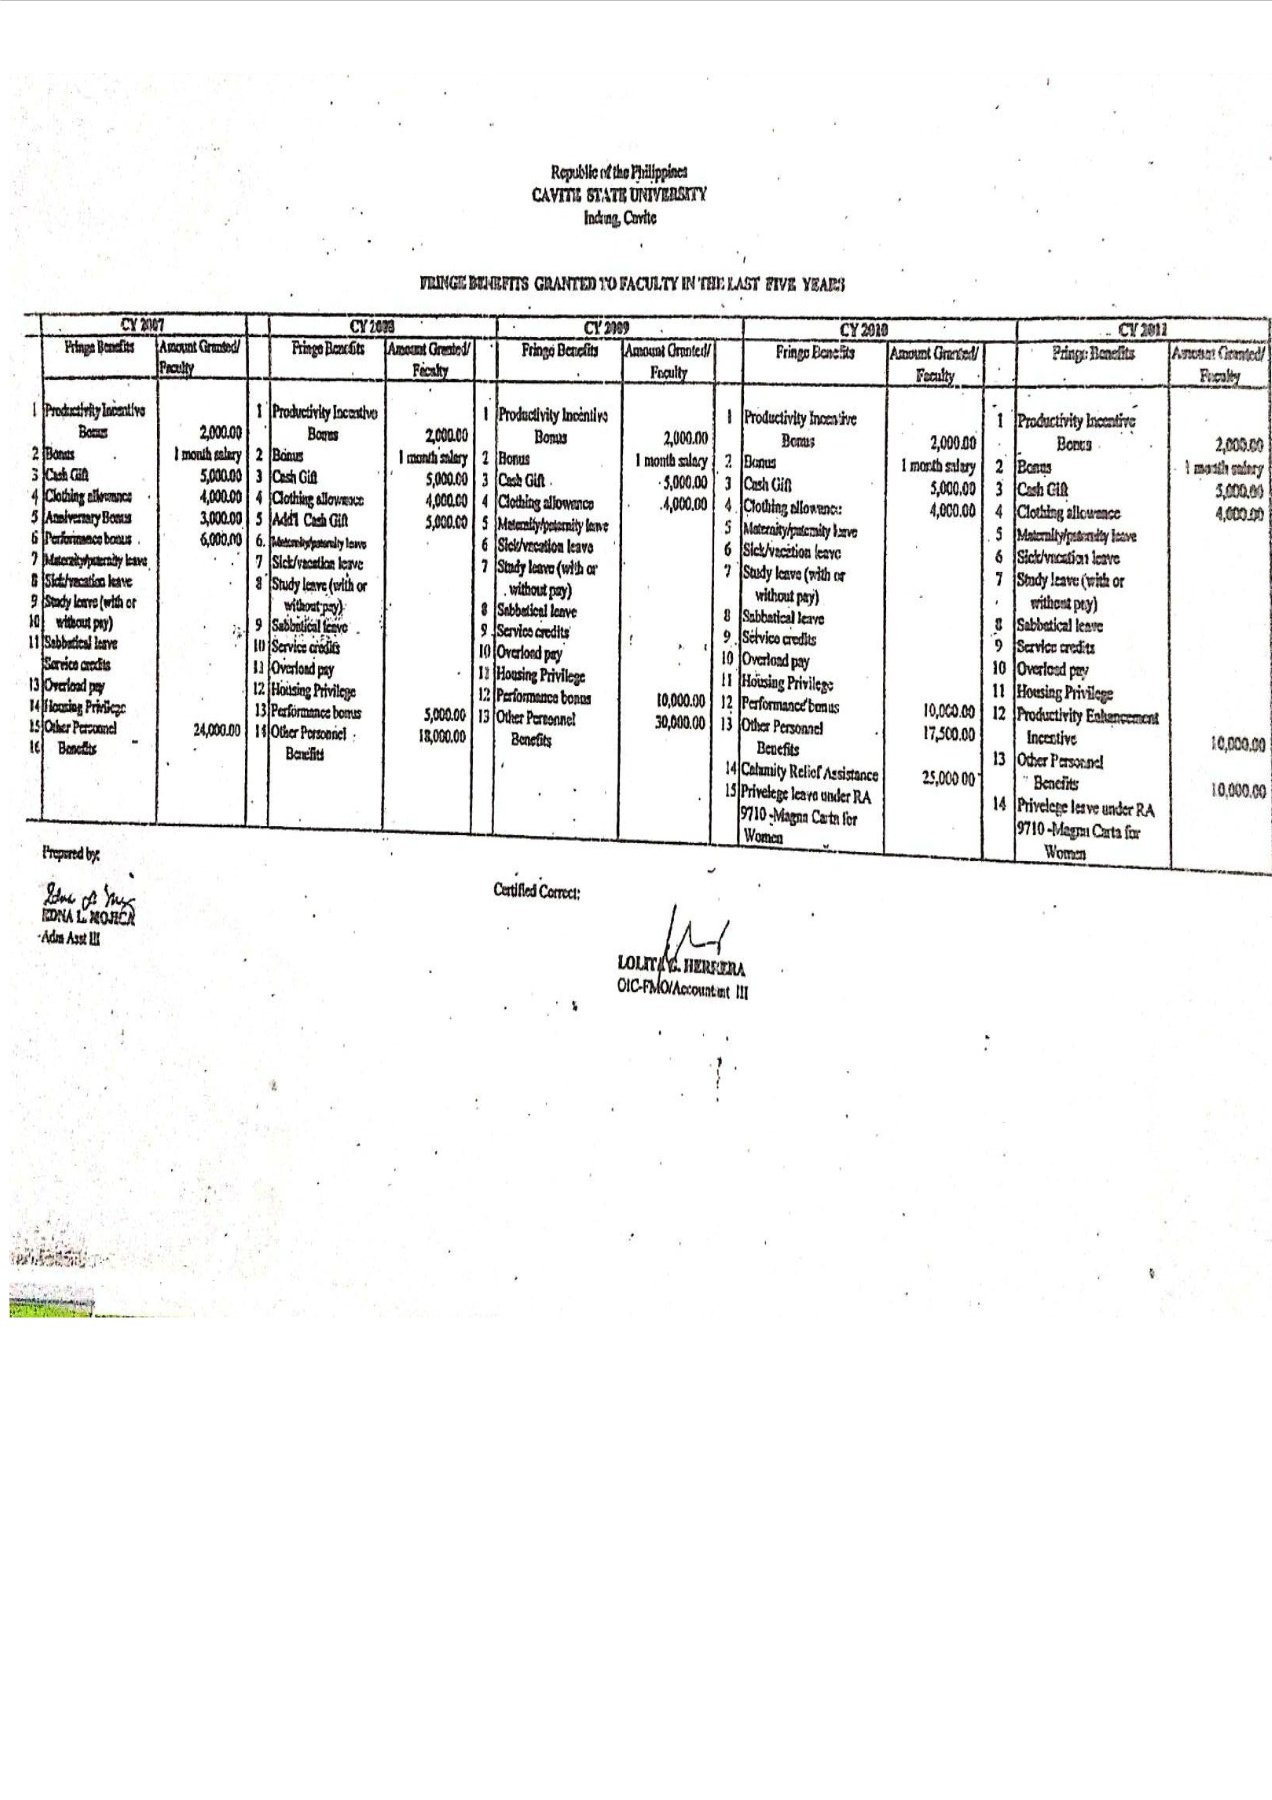 Republic of the Philippines
CAVITE STATE UNIVERSITY
Indang, Cavite
FRINGE BENEFITS GRANTED TO FACULTY IN THE LAST FIVE YEARS
CY 2007
Fringe Benefits Amount Granted/
Faculty
1 Productivity Incentive
Bonus 2,000.00
2 Bonus 1 month salary
3 Cash Gift 5,000.00
4 Clothing allowance 4,000.00
5 Anniversary Bonus 3,000.00
6 Performance bonus 6,000.00
7 Maternity/paternity leave
8 Sick/vacation leave
9 Study leave (with or
10 without pay)
11 Sabbatical leave
Service credits
13 Overload pay
14 Housing Privilege
15 Other Personnel 24,000.00
16 Benefits
CY 2008
Fringe Benefits Amount Granted/
Faculty
1 Productivity Incentive
Bonus 2,000.00
2 Bonus 1 month salary
3 Cash Gift 5,000.00
4 Clothing allowance 4,000.00
5 Add'l Cash Gift 5,000.00
6. Maternity/paternity leave
7 Sick/vacation leave
8 Study leave (with or
without pay)
9 Sabbatical leave
10 Service credits
11 Overload pay
12 Housing Privilege
13 Performance bonus 5,000.00
14 Other Personnel 18,000.00
Benefits
CY 2009
Fringe Benefits Amount Granted/
Faculty
1 Productivity Incentive
Bonus 2,000.00
2 Bonus 1 month salary
3 Cash Gift 5,000.00
4 Clothing allowance 4,000.00
5 Maternity/paternity leave
6 Sick/vacation leave
7 Study leave (with or
without pay)
8 Sabbatical leave
9 Service credits
10 Overload pay
11 Housing Privilege
12 Performance bonus 10,000.00
13 Other Personnel 30,000.00
Benefits
CY 2010
Fringe Benefits Amount Granted/
Faculty
1 Productivity Incentive
Bonus 2,000.00
2 Bonus 1 month salary
3 Cash Gift 5,000.00
4 Clothing allowance 4,000.00
5 Maternity/paternity leave
6 Sick/vacation leave
7 Study leave (with or
without pay)
8 Sabbatical leave
9 Service credits
10 Overload pay
11 Housing Privilege
12 Performance bonus 10,000.00
13 Other Personnel 17,500.00
Benefits
14 Calamity Relief Assistance 25,000.00
15 Privelege leave under RA
9710 -Magna Carta for
Women
CY 2011
Fringe Benefits Amount Granted/
Faculty
1 Productivity Incentive
Bonus 2,000.00
2 Bonus 1 month salary
3 Cash Gift 5,000.00
4 Clothing allowance 4,000.00
5 Maternity/paternity leave
6 Sick/vacation leave
7 Study leave (with or
without pay)
8 Sabbatical leave
9 Service credits
10 Overload pay
11 Housing Privilege
12 Productivity Enhancement
Incentive 10,000.00
13 Other Personnel
Benefits 10,000.00
14 Privelege leave under RA
9710 -Magna Carta for
Women
Prepared by:
EDNA L. MOJICA
Adm Asst III
Certified Correct:
LOLITA G. HERRERA
OIC-FMO/Accountant III